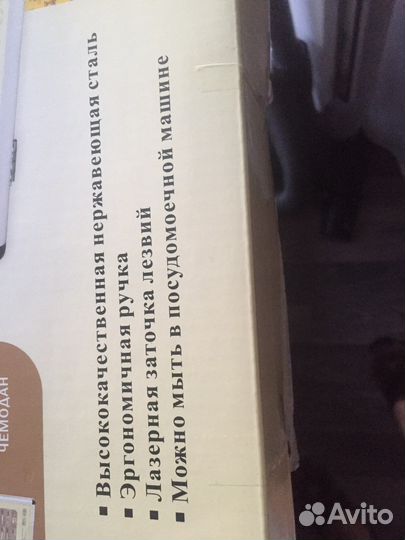 ■ Высококачественная нержавеющая сталь
■ Эргономичная ручка
■ Лазерная заточка лезвий
■ Можно мыть в посудомоечной машине
ЧЕМОДАН
Avito